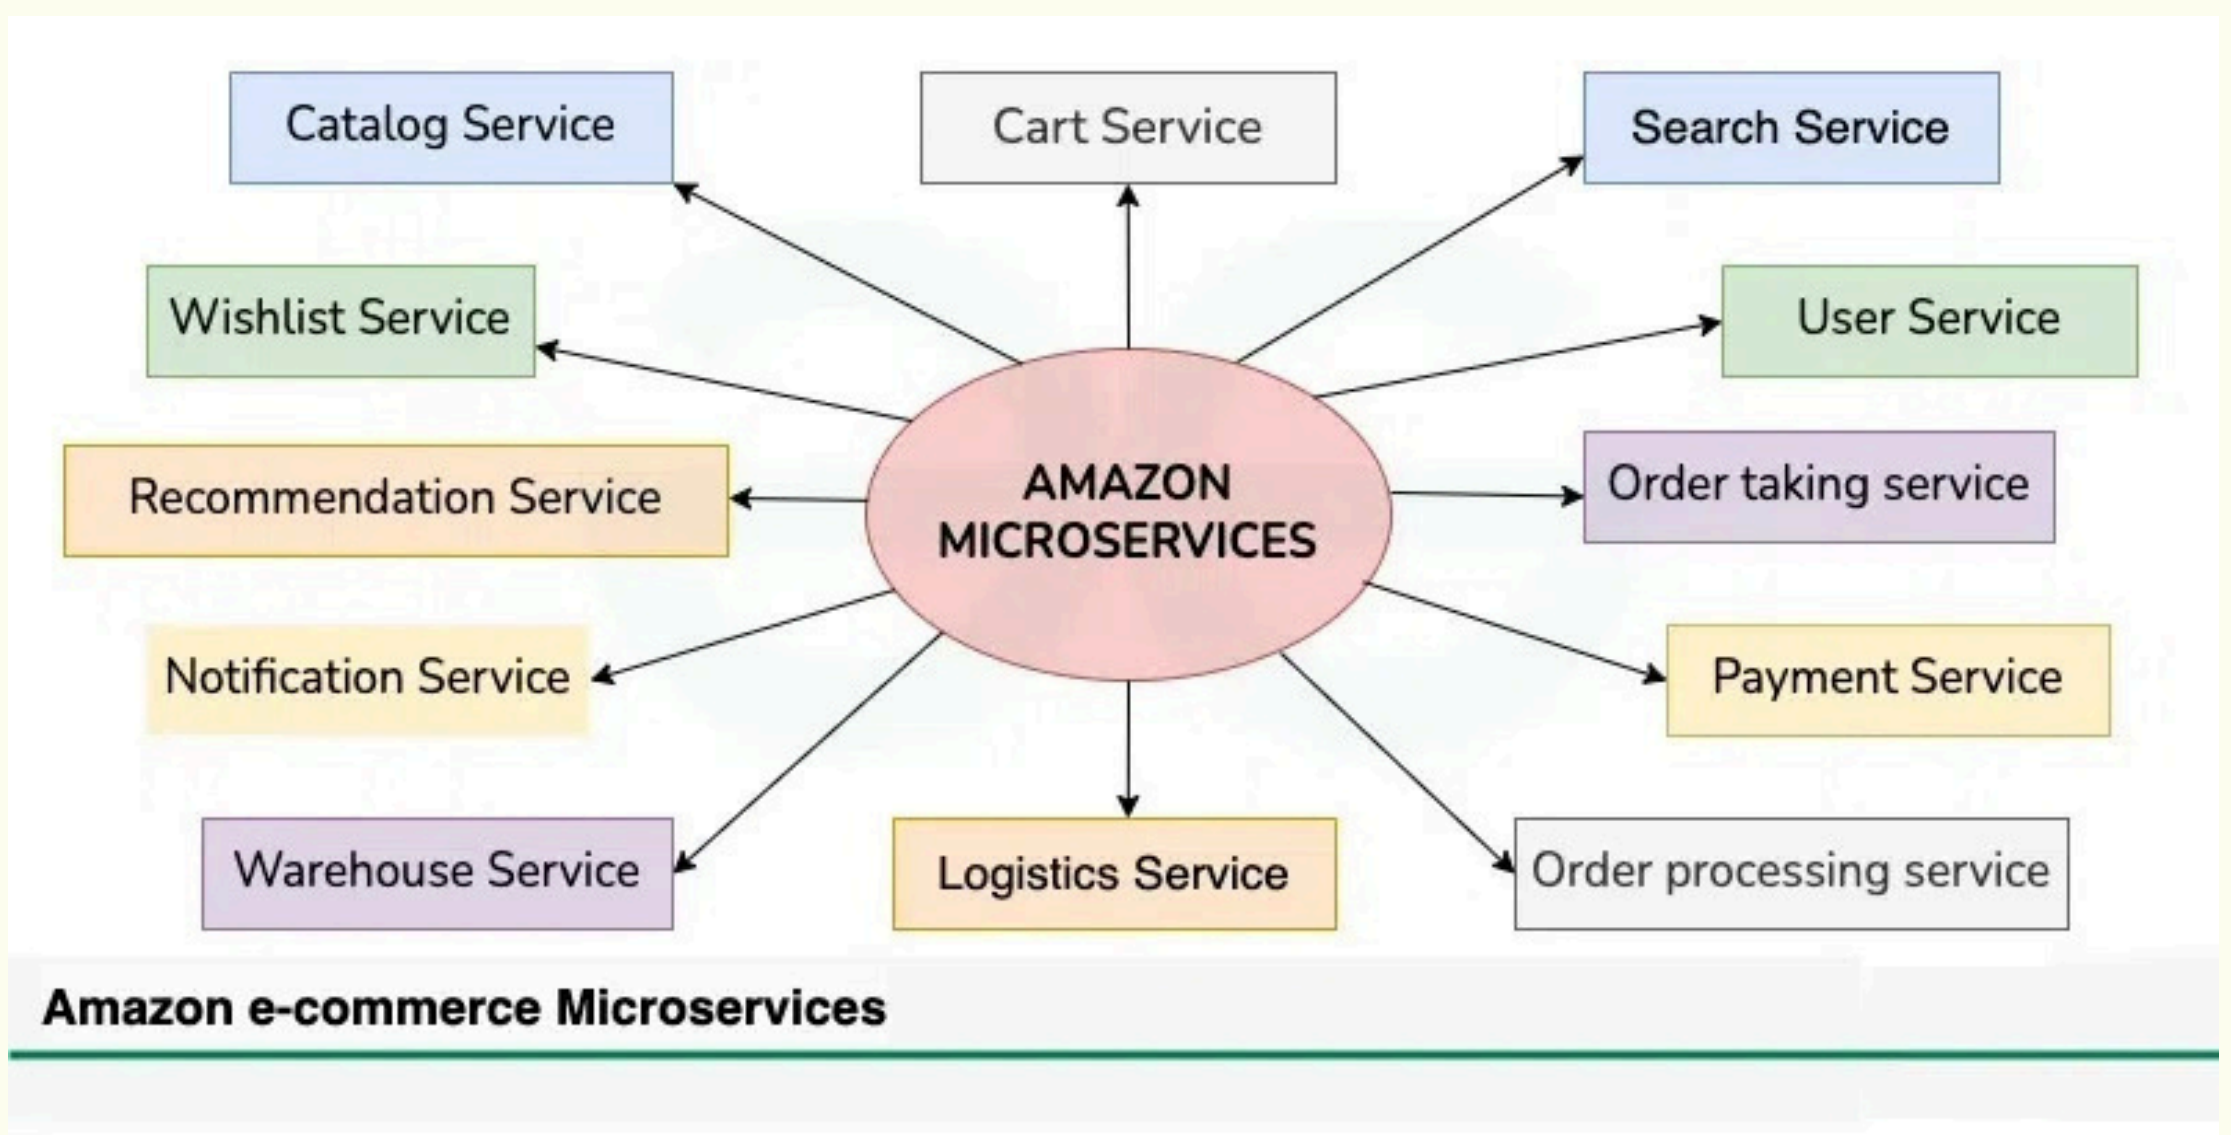 Catalog Service
Cart Service
Search Service
Wishlist Service
User Service
Recommendation Service
AMAZON
MICROSERVICES
Order taking service
Notification Service
Payment Service
Warehouse Service
Logistics Service
Order processing service
Amazon e-commerce Microservices